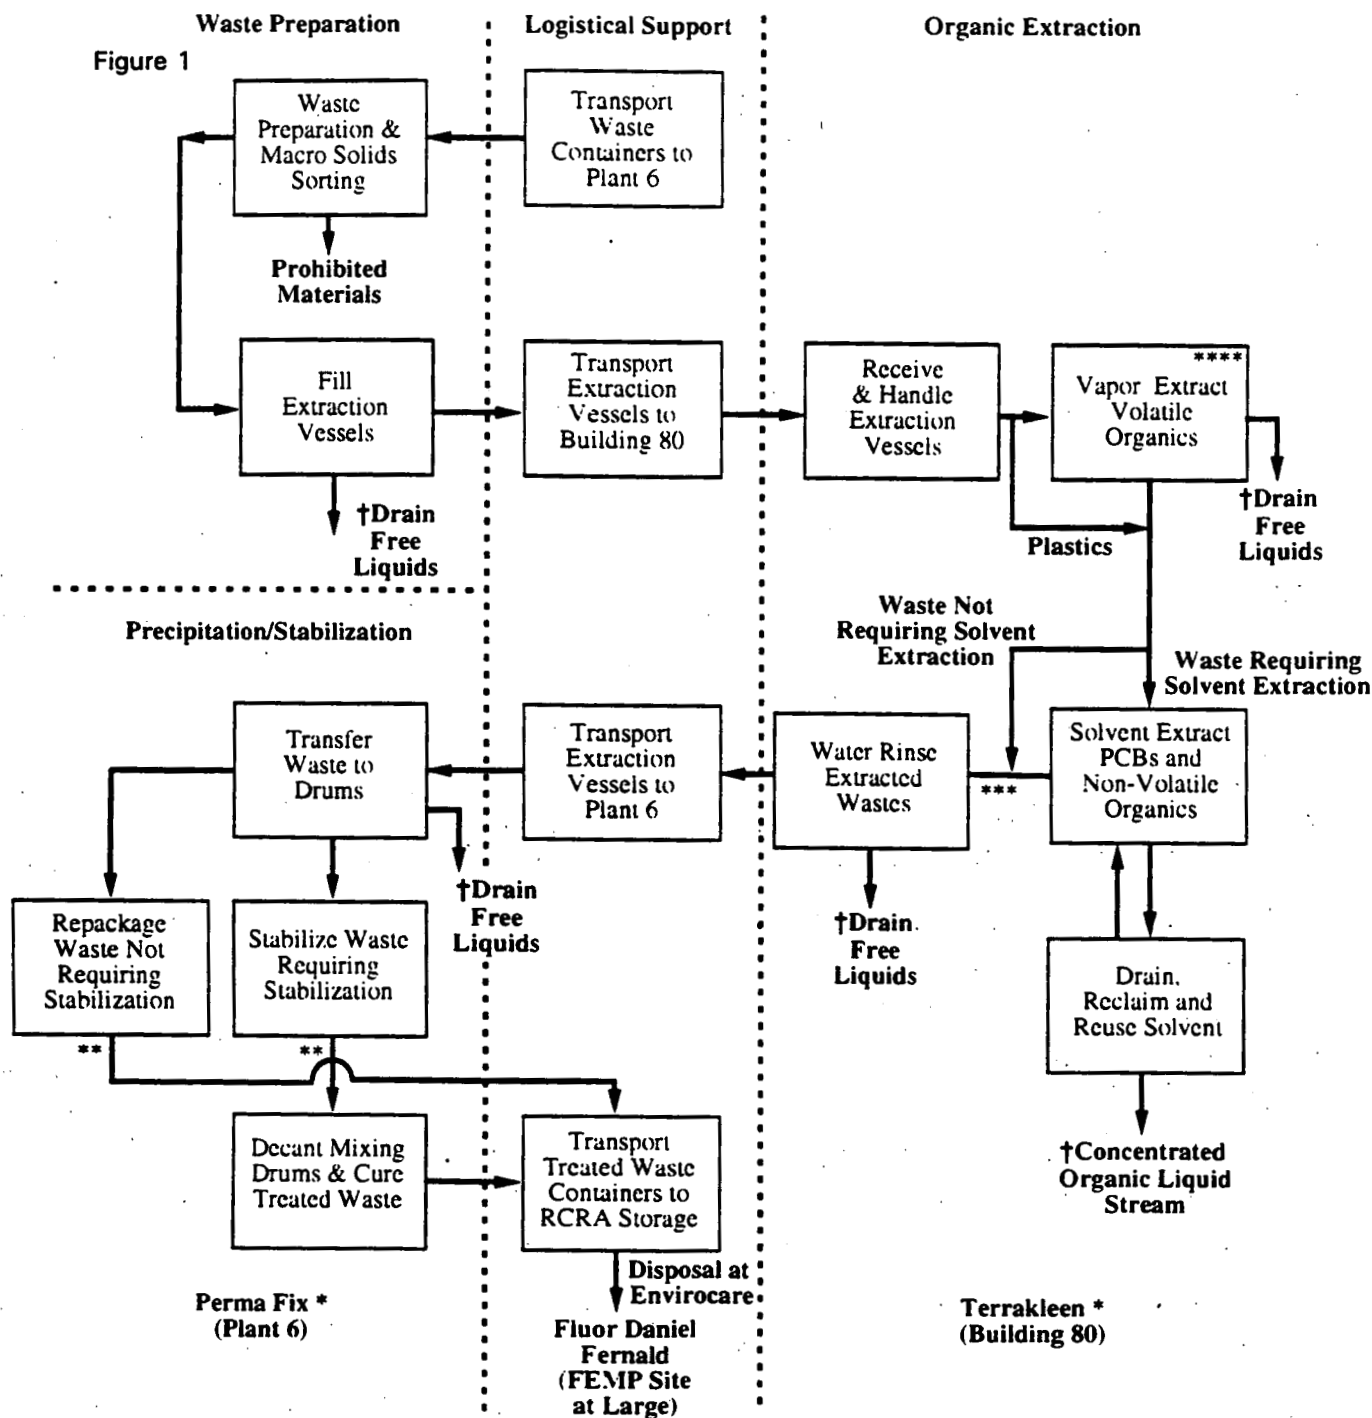 Waste Preparation
Logistical Support
Organic Extraction
Figure 1
Waste
Preparation &
Macro Solids
Sorting
Transport
Waste
Containers to
Plant 6
Prohibited
Materials
Fill
Extraction
Vessels
Transport
Extraction
Vessels to
Building 80
Receive
& Handle
Extraction
Vessels
****
Vapor Extract
Volatile
Organics
†Drain
Free
Liquids
†Drain
Free
Liquids
Plastics
Waste Not
Requiring Solvent
Extraction
Waste Requiring
Solvent Extraction
Precipitation/Stabilization
Transfer
Waste to
Drums
Transport
Extraction
Vessels to
Plant 6
Water Rinse
Extracted
Wastes
***
Solvent Extract
PCBs and
Non-Volatile
Organics
†Drain
Free
Liquids
†Drain
Free
Liquids
Repackage
Waste Not
Requiring
Stabilization
**
Stabilize Waste
Requiring
Stabilization
**
Drain,
Reclaim and
Reuse Solvent
†Concentrated
Organic Liquid
Stream
Decant Mixing
Drums & Cure
Treated Waste
Transport
Treated Waste
Containers to
RCRA Storage
Disposal at
Envirocare
Perma Fix *
(Plant 6)
Fluor Daniel
Fernald
(FEMP Site
at Large)
Terrakleen *
(Building 80)